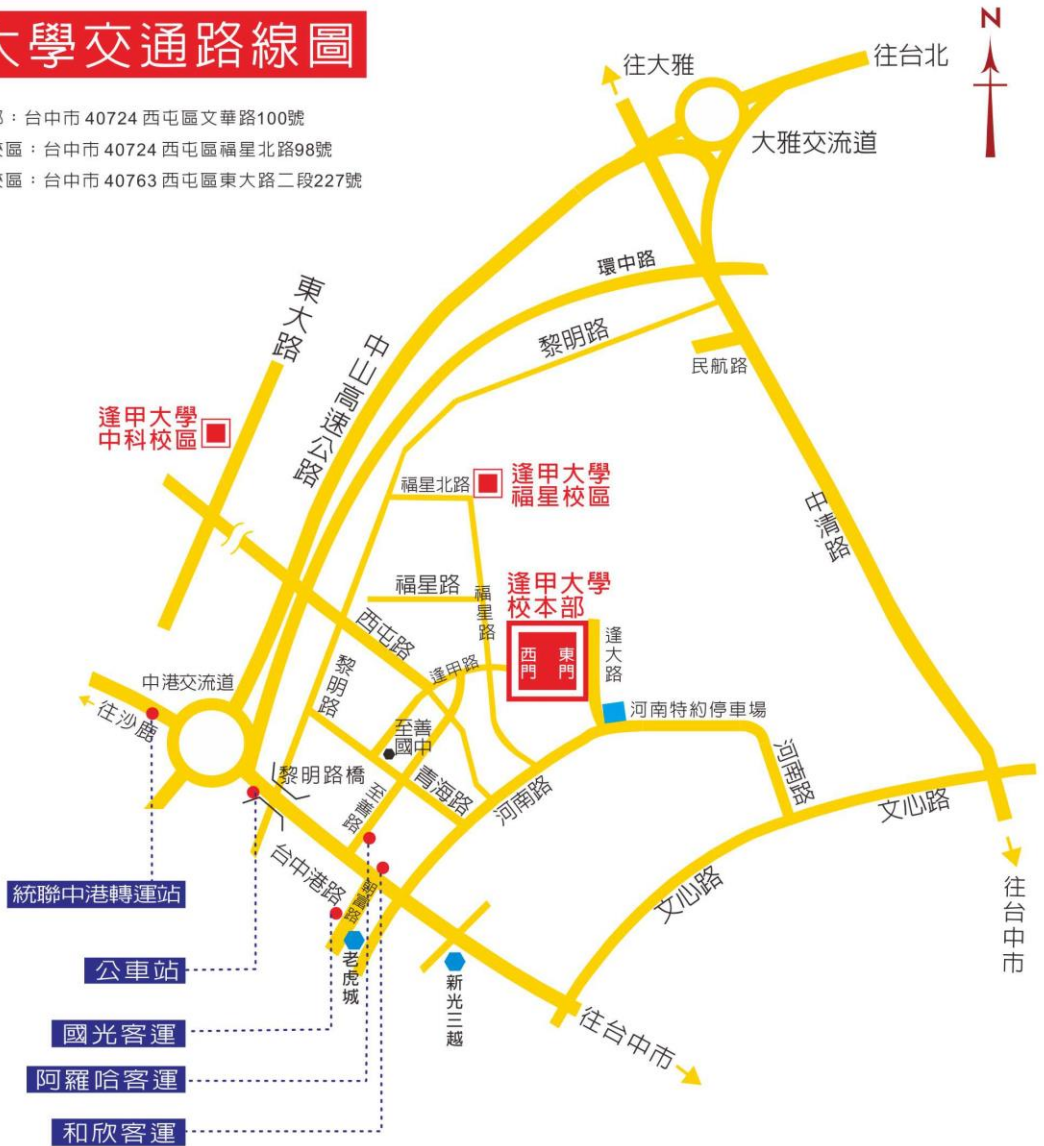 大學交通路線圖
部：台中市 40724 西屯區文華路100號
校區：台中市 40724 西屯區福星北路98號
校區：台中市 40763 西屯區東大路二段227號
N
往大雅
往台北
大雅交流道
環中路
東大路
中山高速公路
黎明路
民航路
逢甲大學
中科校區
福星北路
逢甲大學
福星校區
中清路
福星路
福星路
逢甲大學
校本部
西屯路
西門
東門
逢大路
黎明路
逢甲路
中港交流道
往沙鹿
河南特約停車場
至善
國中
河南路
黎明路橋
青海路
至善路
河南路
文心路
台中港路
朝富路
文心路
往台中市
統聯中港轉運站
公車站
老虎城
新光三越
國光客運
往台中市
阿羅哈客運
和欣客運